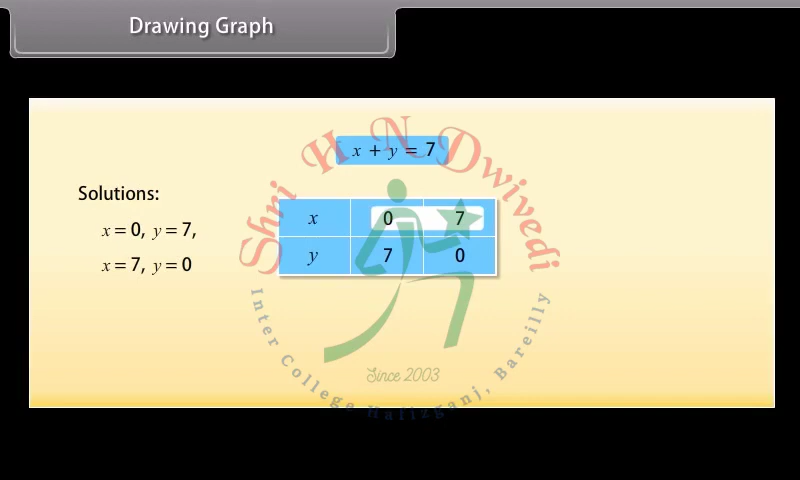 Drawing Graph
Shri H N Dwivedi
x + y = 7
Solutions:
x = 0, y = 7,
x = 7, y = 0
x 0 7
y 7 0
Since 2003
Inter College Hafizganj, Bareilly